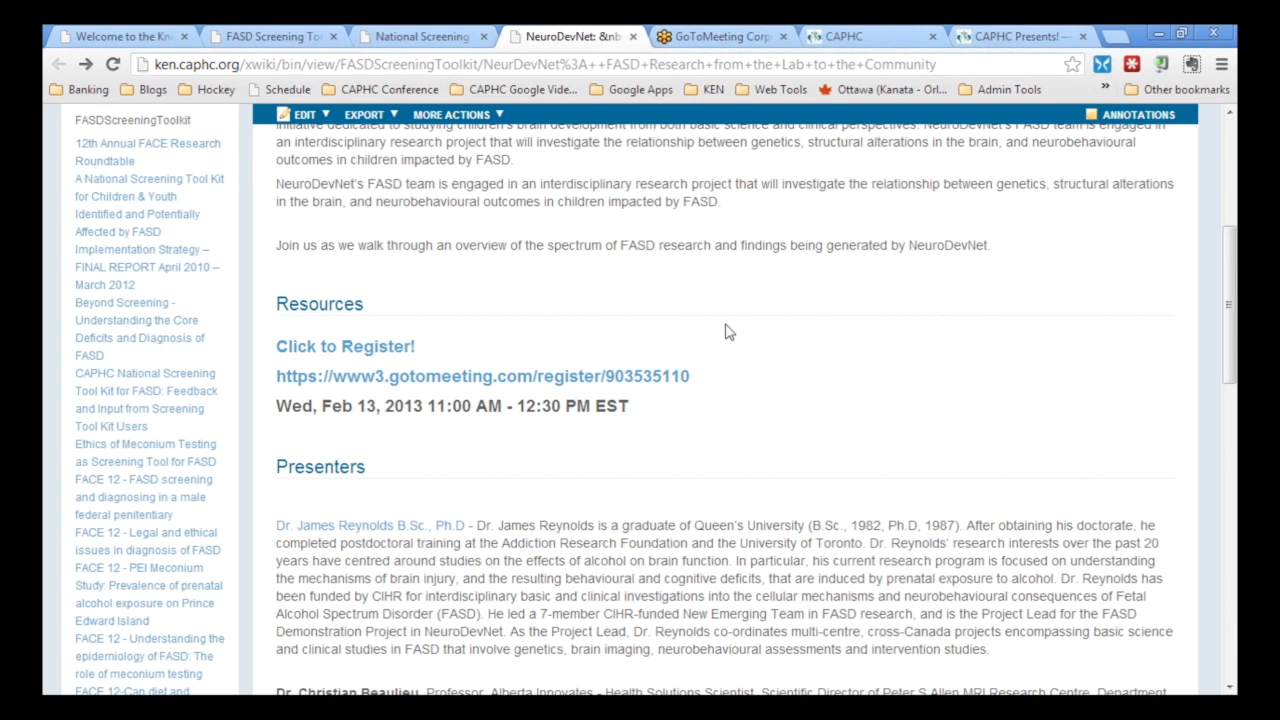 Welcome to the Kn
FASD Screening To
National Screening
NeuroDevNet: &nb
GoToMeeting Corp
CAPHC
CAPHC Presents! —
ken.caphc.org/xwiki/bin/view/FASDScreeningToolkit/NeurDevNet%3A++FASD+Research+from+the+Lab+to+the+Community
Banking
Blogs
Hockey
Schedule
CAPHC Conference
CAPHC Google Vide...
Google Apps
KEN
Web Tools
Ottawa (Kanata - Orl...
Admin Tools
»
Other bookmarks
EDIT
EXPORT
MORE ACTIONS
ANNOTATIONS
FASDScreeningToolkit
12th Annual FACE Research
Roundtable
A National Screening Tool Kit
for Children & Youth
Identified and Potentially
Affected by FASD
Implementation Strategy –
FINAL REPORT April 2010 –
March 2012
Beyond Screening -
Understanding the Core
Deficits and Diagnosis of
FASD
CAPHC National Screening
Tool Kit for FASD: Feedback
and Input from Screening
Tool Kit Users
Ethics of Meconium Testing
as Screening Tool for FASD
FACE 12 - FASD screening
and diagnosing in a male
federal penitentiary
FACE 12 - Legal and ethical
issues in diagnosis of FASD
FACE 12 - PEI Meconium
Study: Prevalence of prenatal
alcohol exposure on Prince
Edward Island
FACE 12 - Understanding the
epidemiology of FASD: The
role of meconium testing
FACE 12-Can diet and
initiative dedicated to studying children's brain development from both basic science and clinical perspectives. NeuroDevNet's FASD team is engaged in
an interdisciplinary research project that will investigate the relationship between genetics, structural alterations in the brain, and neurobehavioural
outcomes in children impacted by FASD.
NeuroDevNet's FASD team is engaged in an interdisciplinary research project that will investigate the relationship between genetics, structural alterations
in the brain, and neurobehavioural outcomes in children impacted by FASD.
Join us as we walk through an overview of the spectrum of FASD research and findings being generated by NeuroDevNet.
Resources
Click to Register!
https://www3.gotomeeting.com/register/903535110
Wed, Feb 13, 2013 11:00 AM - 12:30 PM EST
Presenters
Dr. James Reynolds B.Sc., Ph.D - Dr. James Reynolds is a graduate of Queen's University (B.Sc., 1982, Ph.D, 1987). After obtaining his doctorate, he
completed postdoctoral training at the Addiction Research Foundation and the University of Toronto. Dr. Reynolds' research interests over the past 20
years have centred around studies on the effects of alcohol on brain function. In particular, his current research program is focused on understanding
the mechanisms of brain injury, and the resulting behavioural and cognitive deficits, that are induced by prenatal exposure to alcohol. Dr. Reynolds has
been funded by CIHR for interdisciplinary basic and clinical investigations into the cellular mechanisms and neurobehavioural consequences of Fetal
Alcohol Spectrum Disorder (FASD). He led a 7-member CIHR-funded New Emerging Team in FASD research, and is the Project Lead for the FASD
Demonstration Project in NeuroDevNet. As the Project Lead, Dr. Reynolds co-ordinates multi-centre, cross-Canada projects encompassing basic science
and clinical studies in FASD that involve genetics, brain imaging, neurobehavioural assessments and intervention studies.
Dr. Christian Beaulieu, Professor, Alberta Innovates - Health Solutions Scientist, Scientific Director of Peter S Allen MRI Research Centre, Department